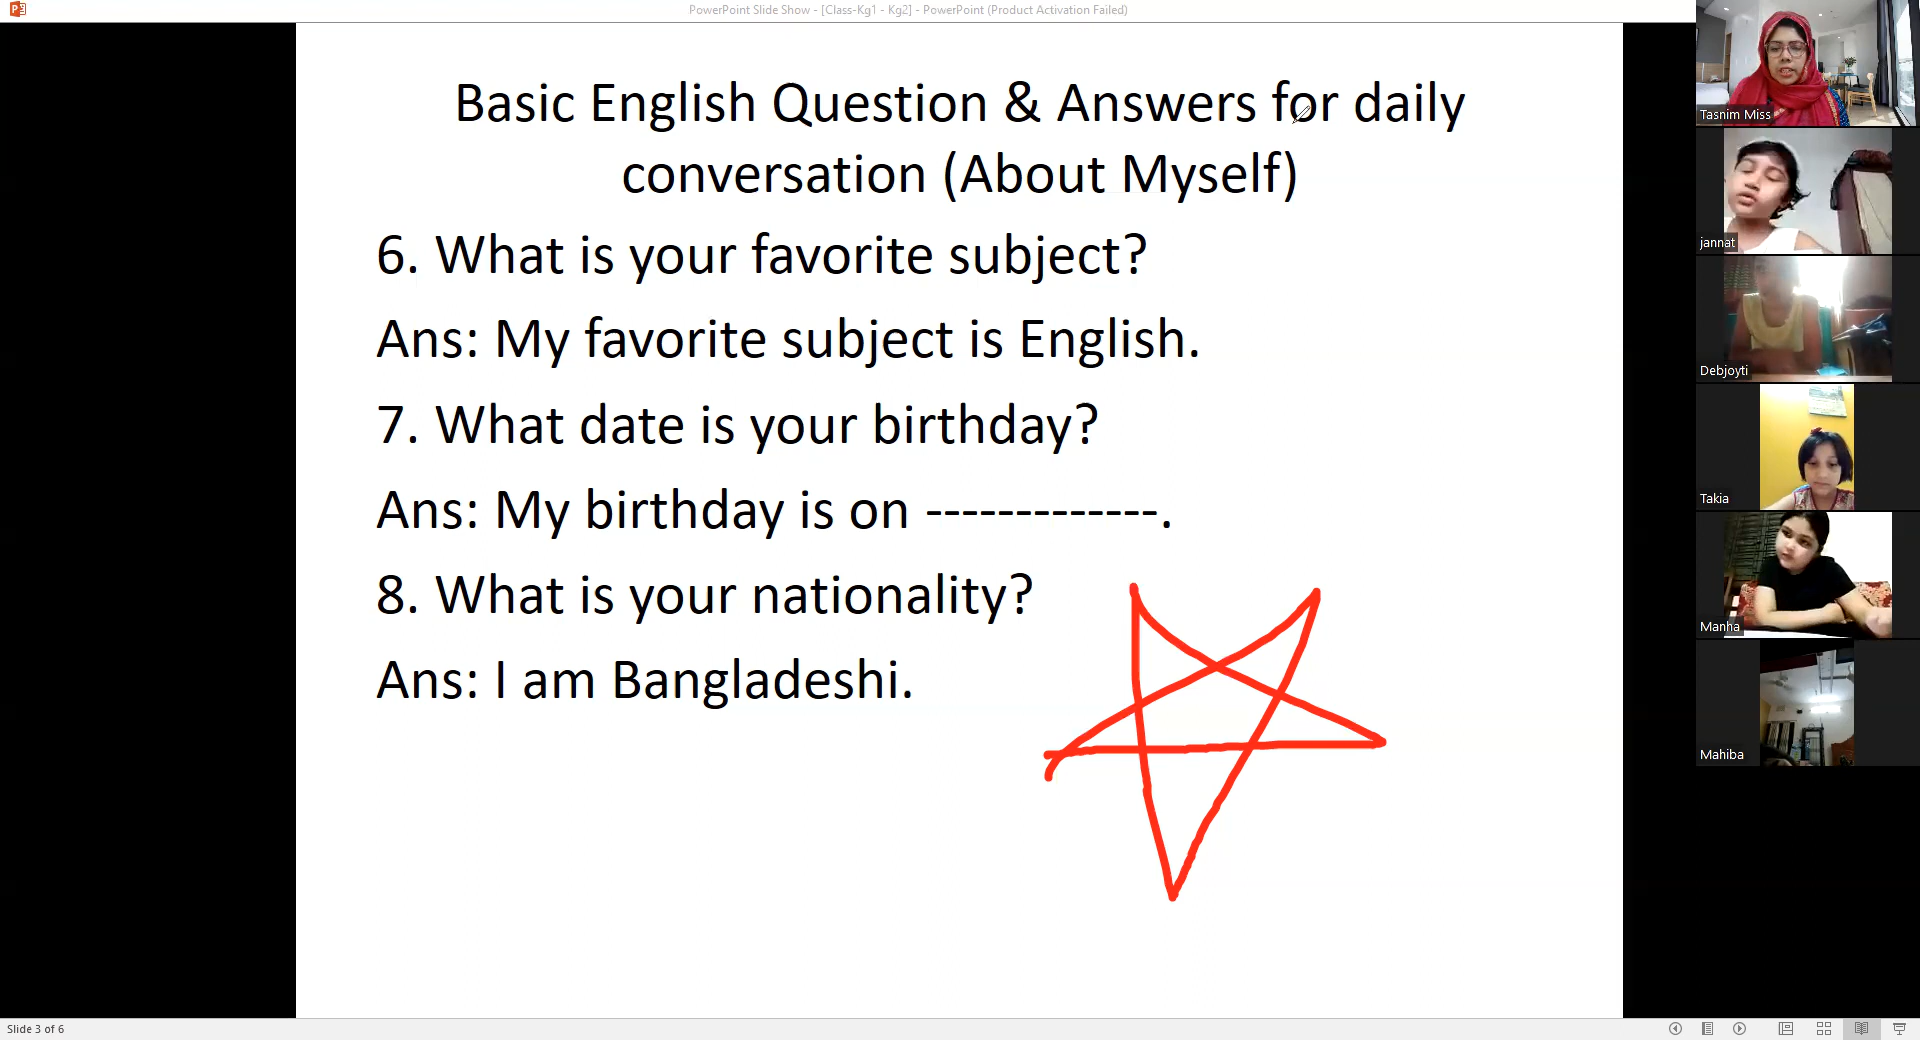 PowerPoint Slide Show - [Class-Kg1 - Kg2] - PowerPoint (Product Activation Failed)
Basic English Question & Answers for daily
conversation (About Myself)
6. What is your favorite subject?
Ans: My favorite subject is English.
7. What date is your birthday?
Ans: My birthday is on -------------.
8. What is your nationality?
Ans: I am Bangladeshi.
Tasnim Miss
jannat
Debjoyti
Takia
Manha
Mahiba
Slide 3 of 6